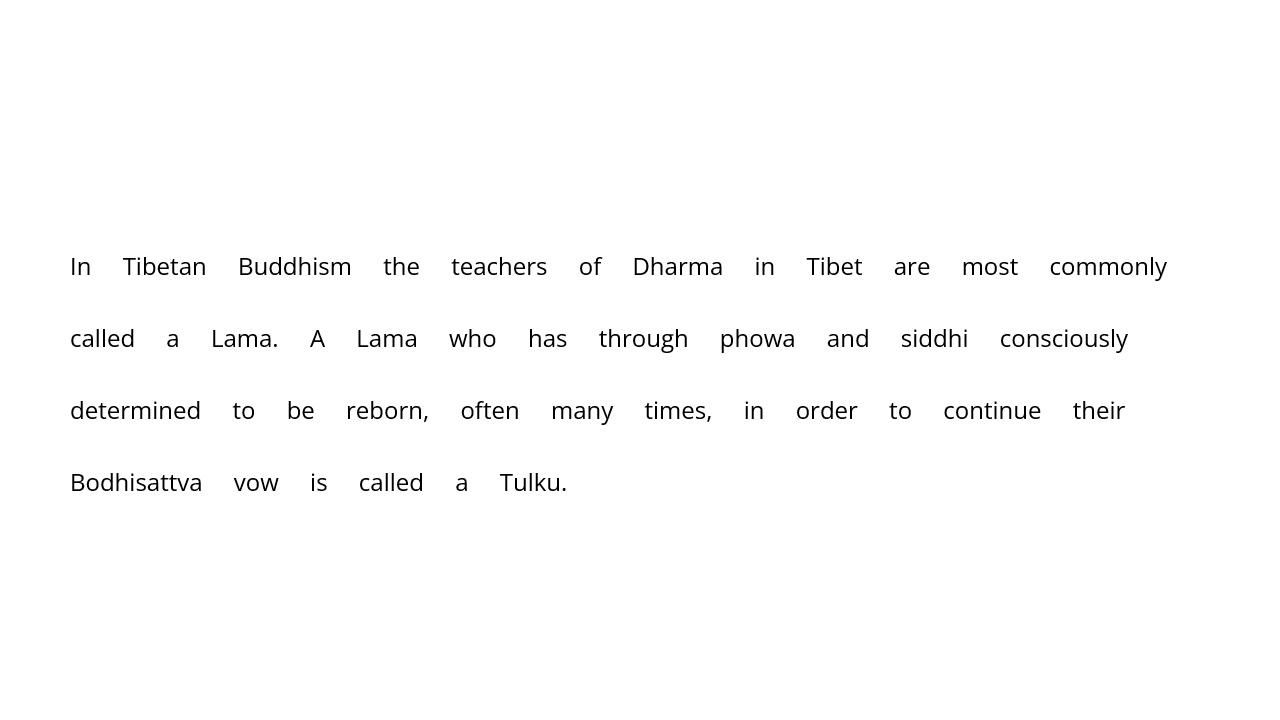 In Tibetan Buddhism the teachers of Dharma in Tibet are most commonly
called a Lama. A Lama who has through phowa and siddhi consciously
determined to be reborn, often many times, in order to continue their
Bodhisattva vow is called a Tulku.